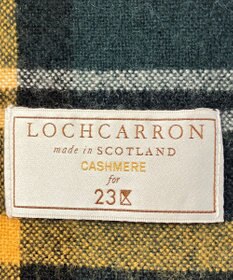 LOCHCARRON
made in SCOTLAND
CASHMERE
for
23